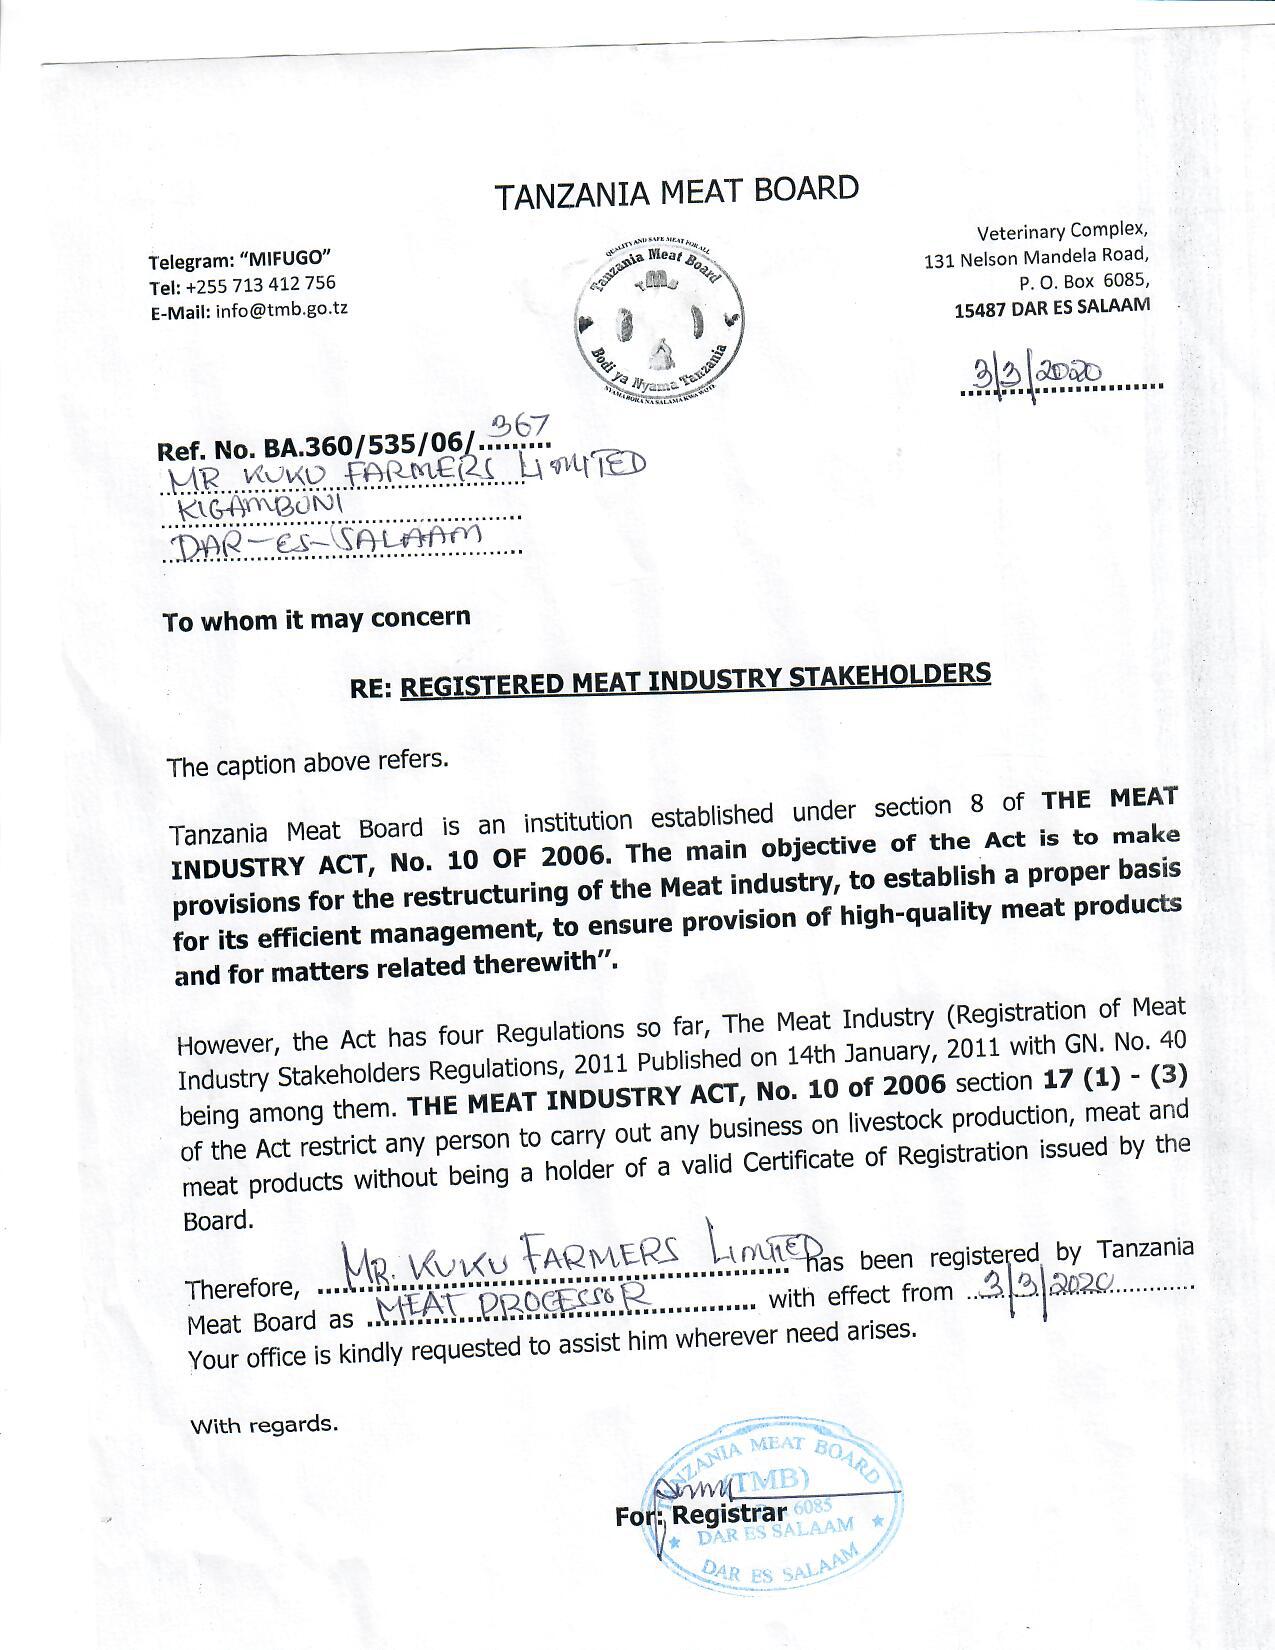 TANZANIA MEAT BOARD
Telegram: “MIFUGO”
Tel: +255 713 412 756
E-Mail: info@tmb.go.tz
QUALITY AND SAFE MEAT FOR ALL
Tanzania Meat Board
Bodi ya Nyama Tanzania
NYAMA BORA NA SALAMA KWA WOTE
Veterinary Complex,
131 Nelson Mandela Road,
P. O. Box 6085,
15487 DAR ES SALAAM
3/3/2020
Ref. No. BA.360/535/06/367
MR KUKU FARMERS LIMITED
KIGAMBONI
DAR-ES-SALAAM
To whom it may concern
RE: REGISTERED MEAT INDUSTRY STAKEHOLDERS
The caption above refers.
Tanzania Meat Board is an institution established under section 8 of THE MEAT
INDUSTRY ACT, No. 10 OF 2006. The main objective of the Act is to make
provisions for the restructuring of the Meat industry, to establish a proper basis
for its efficient management, to ensure provision of high-quality meat products
and for matters related therewith”.
However, the Act has four Regulations so far, The Meat Industry (Registration of Meat
Industry Stakeholders Regulations, 2011 Published on 14th January, 2011 with GN. No. 40
being among them. THE MEAT INDUSTRY ACT, No. 10 of 2006 section 17 (1) - (3)
of the Act restrict any person to carry out any business on livestock production, meat and
meat products without being a holder of a valid Certificate of Registration issued by the
Board.
Therefore, MR. KUKU FARMERS LIMITED has been registered by Tanzania
Meat Board as MEAT PROCESSOR with effect from 3/3/2020
Your office is kindly requested to assist him wherever need arises.
With regards.
TANZANIA MEAT BOARD
(TMB)
For: Registrar
6085
DAR ES SALAAM
DAR ES SALAAM